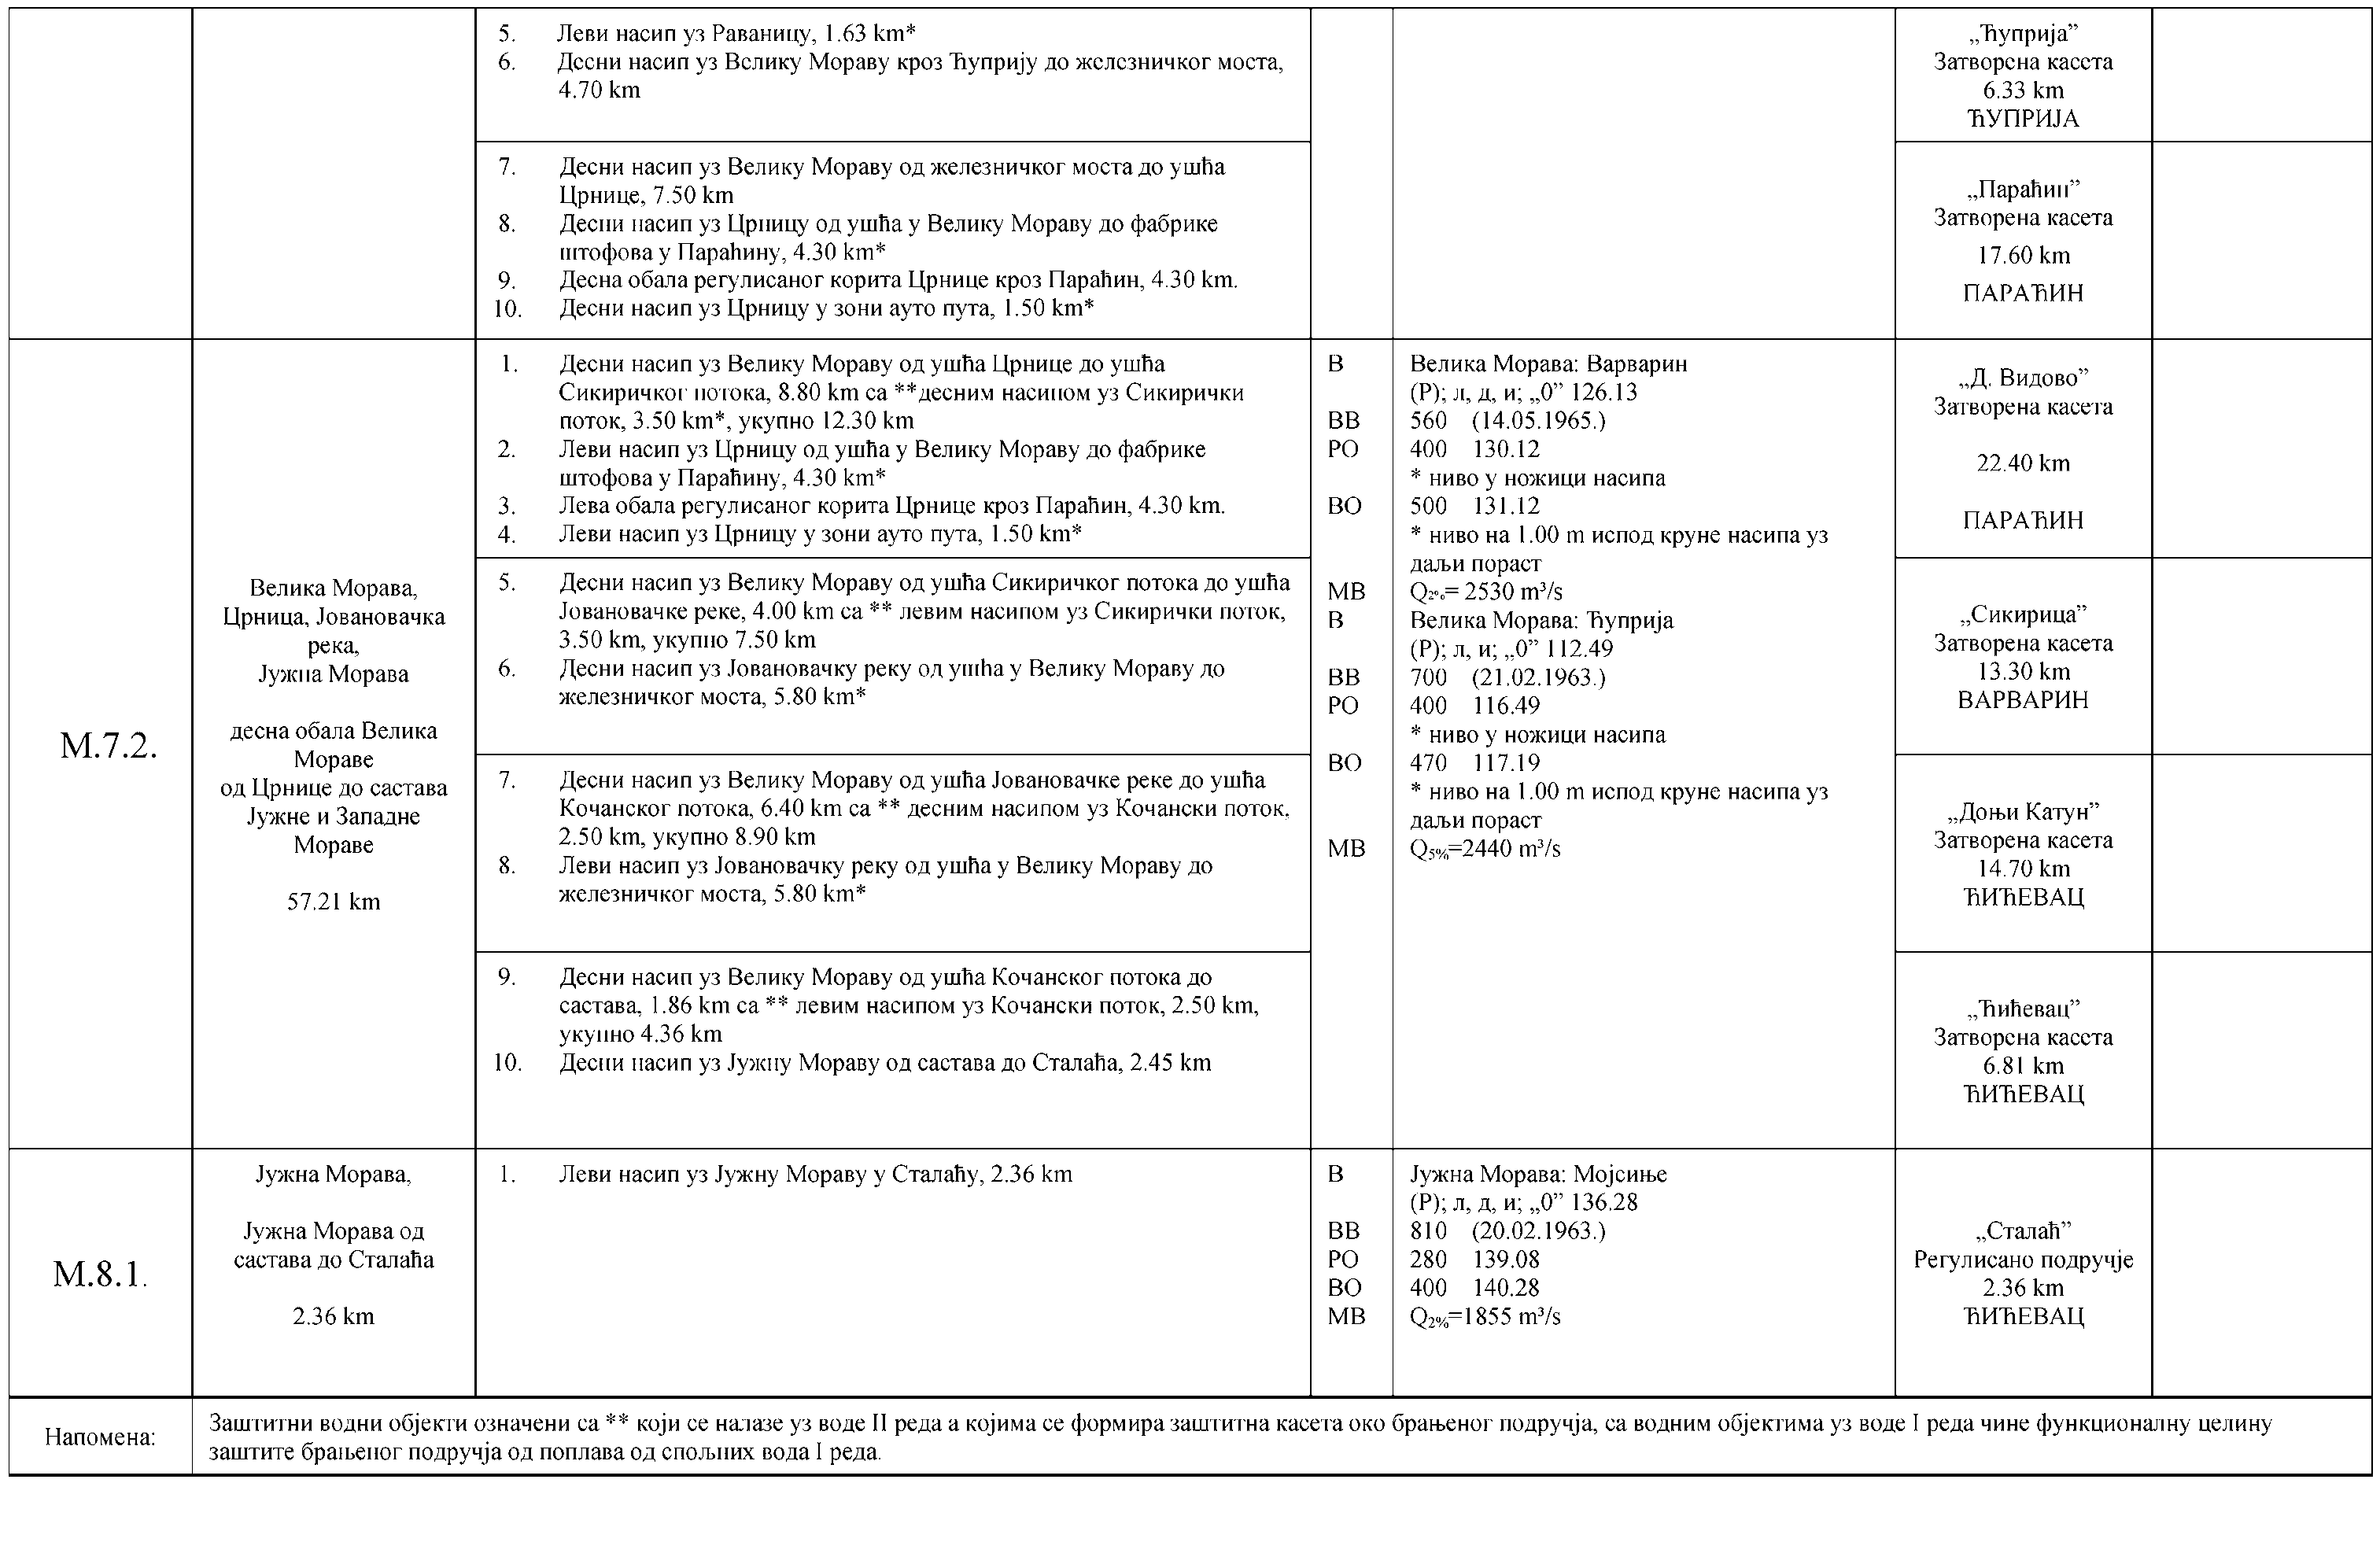 5. Леви насип уз Раваницу, 1.63 km*
6. Десни насип уз Велику Мораву кроз Ћуприју до железничког моста,
4.70 km
„Ћуприја”
Затворена касета
6.33 km
ЋУПРИЈА
7. Десни насип уз Велику Мораву од железничког моста до ушћа
Црнице, 7.50 km
8. Десни насип уз Црницу од ушћа у Велику Мораву до фабрике
штофова у Параћину, 4.30 km*
9. Десна обала регулисаног корита Црнице кроз Параћин, 4.30 km.
10. Десни насип уз Црницу у зони ауто пута, 1.50 km*
„Параћин”
Затворена касета
17.60 km
ПАРАЋИН
М.7.2.
Велика Морава,
Црница, Јовановачка
река,
Јужна Морава
десна обала Велика
Мораве
од Црнице до састава
Јужне и Западне
Мораве
57.21 km
1. Десни насип уз Велику Мораву од ушћа Црнице до ушћа
Сикиричког потока, 8.80 km са **десним насипом уз Сикирички
поток, 3.50 km*, укупно 12.30 km
2. Леви насип уз Црницу од ушћа у Велику Мораву до фабрике
штофова у Параћину, 4.30 km*
3. Лева обала регулисаног корита Црнице кроз Параћин, 4.30 km.
4. Леви насип уз Црницу у зони ауто пута, 1.50 km*
5. Десни насип уз Велику Мораву од ушћа Сикиричког потока до ушћа
Јовановачке реке, 4.00 km са ** левим насипом уз Сикирички поток,
3.50 km, укупно 7.50 km
6. Десни насип уз Јовановачку реку од ушћа у Велику Мораву до
железничког моста, 5.80 km*
7. Десни насип уз Велику Мораву од ушћа Јовановачке реке до ушћа
Кочанског потока, 6.40 km са ** десним насипом уз Кочански поток,
2.50 km, укупно 8.90 km
8. Леви насип уз Јовановачку реку од ушћа у Велику Мораву до
железничког моста, 5.80 km*
9. Десни насип уз Велику Мораву од ушћа Кочанског потока до
састава, 1.86 km са ** левим насипом уз Кочански поток, 2.50 km,
укупно 4.36 km
10. Десни насип уз Јужну Мораву од састава до Сталаћа, 2.45 km
В Велика Морава: Варварин
(Р); л, д, и; „0” 126.13
ВВ 560 (14.05.1965.)
РО 400 130.12
* ниво у ножици насипа
ВО 500 131.12
* ниво на 1.00 m испод круне насипа уз
даљи пораст
МВ Q2%= 2530 m³/s
В Велика Морава: Ћуприја
(Р); л, и; „0” 112.49
ВВ 700 (21.02.1963.)
РО 400 116.49
* ниво у ножици насипа
ВО 470 117.19
* ниво на 1.00 m испод круне насипа уз
даљи пораст
МВ Q5%=2440 m³/s
„Д. Видово”
Затворена касета
22.40 km
ПАРАЋИН
„Сикирица”
Затворена касета
13.30 km
ВАРВАРИН
„Доњи Катун”
Затворена касета
14.70 km
ЋИЋЕВАЦ
„Ћићевац”
Затворена касета
6.81 km
ЋИЋЕВАЦ
М.8.1.
Јужна Морава,
Јужна Морава од
састава до Сталаћа
2.36 km
1. Леви насип уз Јужну Мораву у Сталаћу, 2.36 km
В Јужна Морава: Мојсиње
(Р); л, д, и; „0” 136.28
ВВ 810 (20.02.1963.)
РО 280 139.08
ВО 400 140.28
МВ Q2%=1855 m³/s
„Сталаћ”
Регулисано подручје
2.36 km
ЋИЋЕВАЦ
Напомена:
Заштитни водни објекти означени са ** који се налазе уз воде II реда а којима се формира заштитна касета око брањеног подручја, са водним објектима уз воде I реда чине функционалну целину
заштите брањеног подручја од поплава од спољних вода I реда.